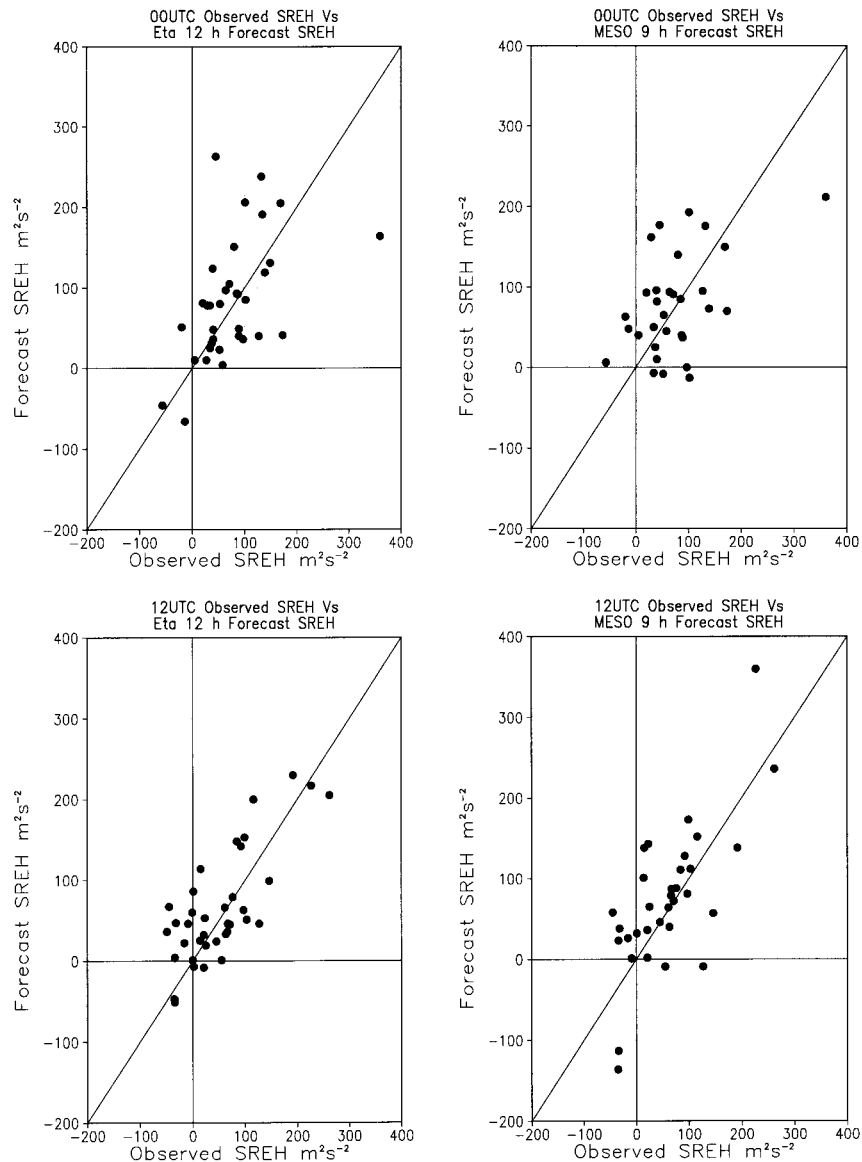 00UTC Observed SREH Vs
Eta 12 h Forecast SREH
400
300
200
100
0
-100
-200
Forecast SREH m²s⁻²
-200 -100 0 100 200 300 400
Observed SREH m²s⁻²
00UTC Observed SREH Vs
MESO 9 h Forecast SREH
400
300
200
100
0
-100
-200
Forecast SREH m²s⁻²
-200 -100 0 100 200 300 400
Observed SREH m²s⁻²
12UTC Observed SREH Vs
Eta 12 h Forecast SREH
400
300
200
100
0
-100
-200
Forecast SREH m²s⁻²
-200 -100 0 100 200 300 400
Observed SREH m²s⁻²
12UTC Observed SREH Vs
MESO 9 h Forecast SREH
400
300
200
100
0
-100
-200
Forecast SREH m²s⁻²
-200 -100 0 100 200 300 400
Observed SREH m²s⁻²